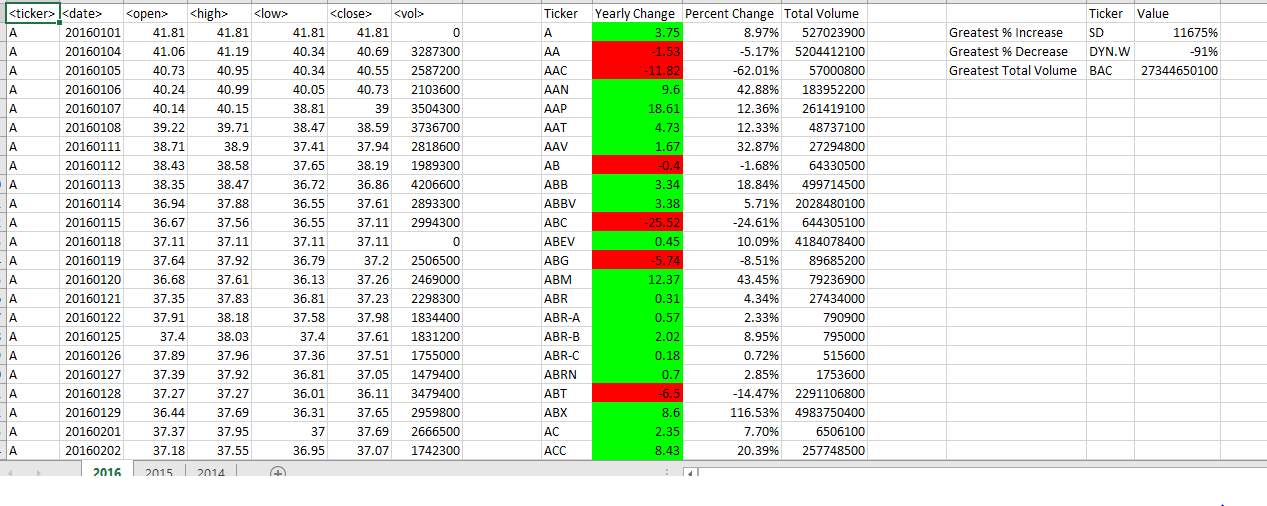 <ticker> <date> <open> <high> <low> <close> <vol> Ticker Yearly Change Percent Change Total Volume Ticker Value
A 20160101 41.81 41.81 41.81 41.81 0 A 3.75 8.97% 527023900 Greatest % Increase SD 11675%
A 20160104 41.06 41.19 40.34 40.69 3287300 AA -1.53 -5.17% 5204412100 Greatest % Decrease DYN.W -91%
A 20160105 40.73 40.95 40.34 40.55 2587200 AAC -11.82 -62.01% 57000800 Greatest Total Volume BAC 27344650100
A 20160106 40.24 40.99 40.05 40.73 2103600 AAN 9.6 42.88% 183952200
A 20160107 40.14 40.15 38.81 39 3504300 AAP 18.61 12.36% 261419100
A 20160108 39.22 39.71 38.47 38.59 3736700 AAT 4.73 12.33% 48737100
A 20160111 38.71 38.9 37.41 37.94 2818600 AAV 1.67 32.87% 27294800
A 20160112 38.43 38.58 37.65 38.19 1989300 AB -0.4 -1.68% 64330500
A 20160113 38.35 38.47 36.72 36.86 4206600 ABB 3.34 18.84% 499714500
A 20160114 36.94 37.88 36.55 37.61 2893300 ABBV 3.38 5.71% 2028480100
A 20160115 36.67 37.56 36.55 37.11 2994300 ABC -25.52 -24.61% 644305100
A 20160118 37.11 37.11 37.11 37.11 0 ABEV 0.45 10.09% 4184078400
A 20160119 37.64 37.92 36.79 37.2 2506500 ABG -5.74 -8.51% 89685200
A 20160120 36.68 37.61 36.13 37.26 2469000 ABM 12.37 43.45% 79236900
A 20160121 37.35 37.83 36.81 37.23 2298300 ABR 0.31 4.34% 27434000
A 20160122 37.91 38.18 37.58 37.98 1834400 ABR-A 0.57 2.33% 790900
A 20160125 37.4 38.03 37.4 37.61 1831200 ABR-B 2.02 8.95% 795000
A 20160126 37.89 37.96 37.36 37.51 1755000 ABR-C 0.18 0.72% 515600
A 20160127 37.39 37.92 36.81 37.05 1479400 ABRN 0.7 2.85% 1753600
A 20160128 37.27 37.27 36.01 36.11 3479400 ABT -6.5 -14.47% 2291106800
A 20160129 36.44 37.69 36.31 37.65 2959800 ABX 8.6 116.53% 4983750400
A 20160201 37.37 37.95 37 37.69 2666500 AC 2.35 7.70% 6506100
A 20160202 37.18 37.55 36.95 37.07 1742300 ACC 8.43 20.39% 257748500
2016 2015 2014